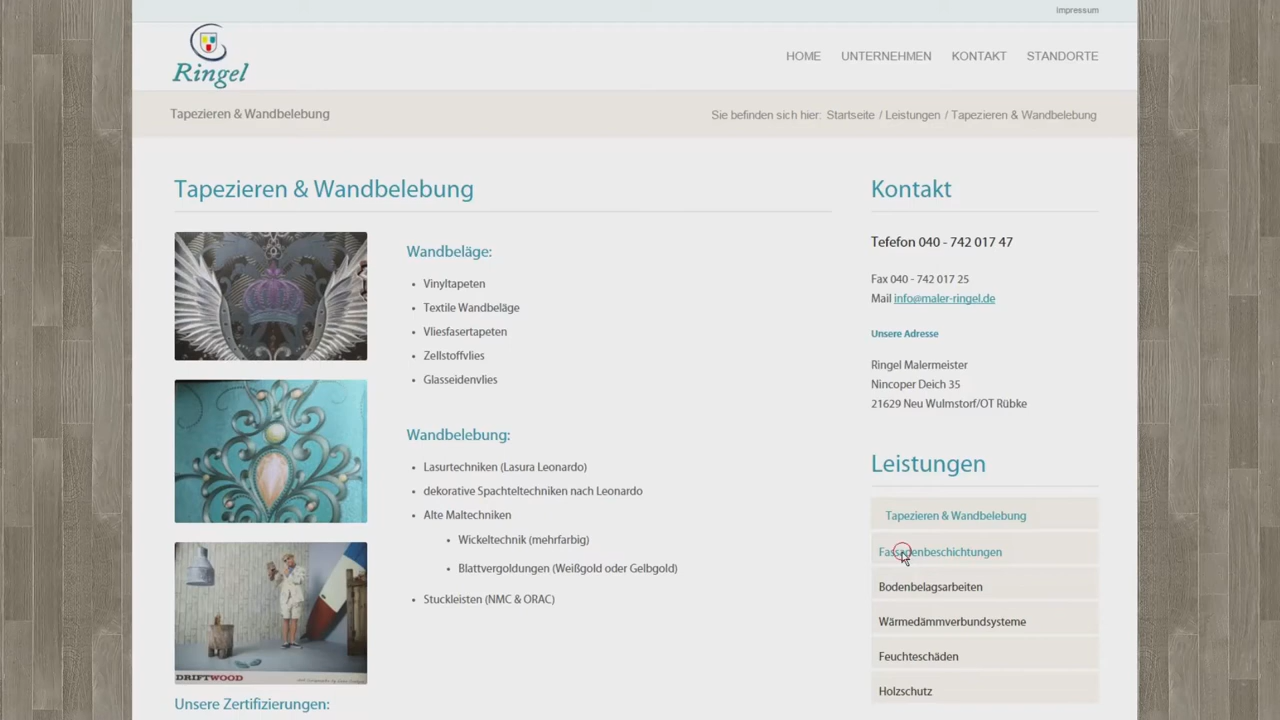 impressum
Ringel
HOME UNTERNEHMEN KONTAKT STANDORTE
Tapezieren & Wandbelebung
Sie befinden sich hier: Startseite / Leistungen / Tapezieren & Wandbelebung
Tapezieren & Wandbelebung
Wandbeläge:
Vinyltapeten
Textile Wandbeläge
Vliesfasertapeten
Zellstoffvlies
Glasseidenvlies
Wandbelebung:
Lasurtechniken (Lasura Leonardo)
dekorative Spachteltechniken nach Leonardo
Alte Maltechniken
Wickeltechnik (mehrfarbig)
Blattvergoldungen (Weißgold oder Gelbgold)
Stuckleisten (NMC & ORAC)
DRIFTWOOD
Unsere Zertifizierungen:
Kontakt
Tefefon 040 - 742 017 47
Fax 040 - 742 017 25
Mail info@maler-ringel.de
Unsere Adresse
Ringel Malermeister
Nincoper Deich 35
21629 Neu Wulmstorf/OT Rübke
Leistungen
Tapezieren & Wandbelebung
Fassadenbeschichtungen
Bodenbelagsarbeiten
Wärmedämmverbundsysteme
Feuchteschäden
Holzschutz